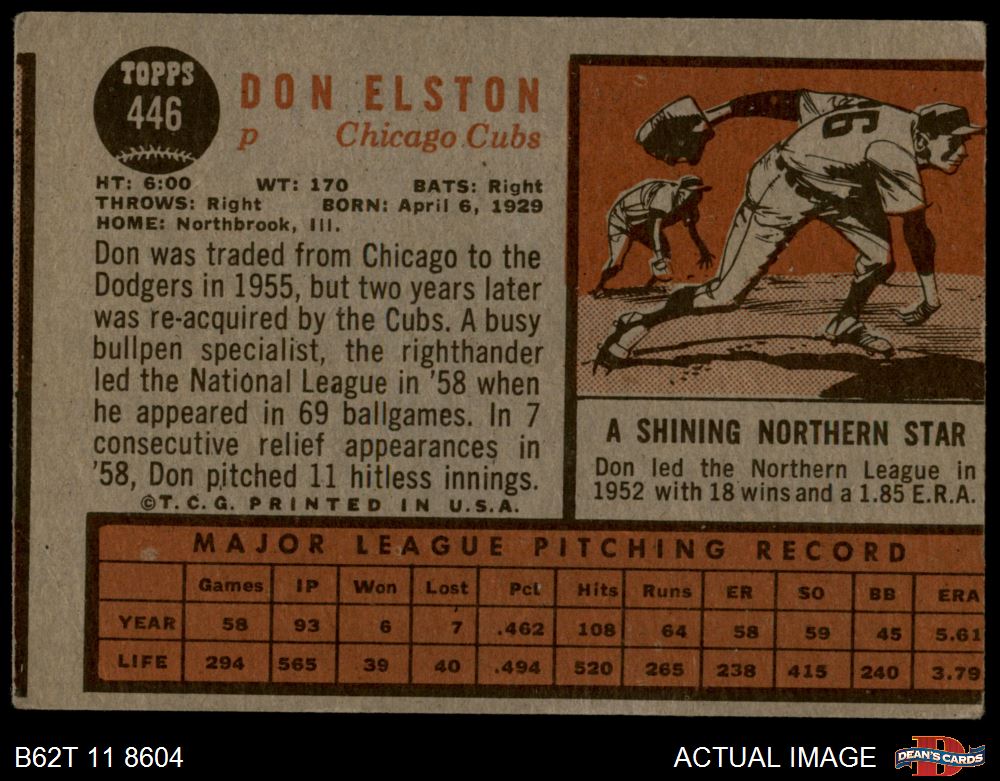 TOPPS
446
DON ELSTON
p Chicago Cubs
HT: 6:00 WT: 170 BATS: Right
THROWS: Right BORN: April 6, 1929
HOME: Northbrook, Ill.
Don was traded from Chicago to the
Dodgers in 1955, but two years later
was re-acquired by the Cubs. A busy
bullpen specialist, the righthander
led the National League in '58 when
he appeared in 69 ballgames. In 7
consecutive relief appearances in
'58, Don pitched 11 hitless innings.
©T.C.G. PRINTED IN U.S.A.
9
A SHINING NORTHERN STAR
Don led the Northern League in
1952 with 18 wins and a 1.85 E.R.A.
MAJOR LEAGUE PITCHING RECORD
Games IP Won Lost Pct Hits Runs ER SO BB ERA
YEAR 58 93 6 7 .462 108 64 58 59 45 5.61
LIFE 294 565 39 40 .494 520 265 238 415 240 3.79
B62T 11 8604
ACTUAL IMAGE
D
DEAN'S CARDS